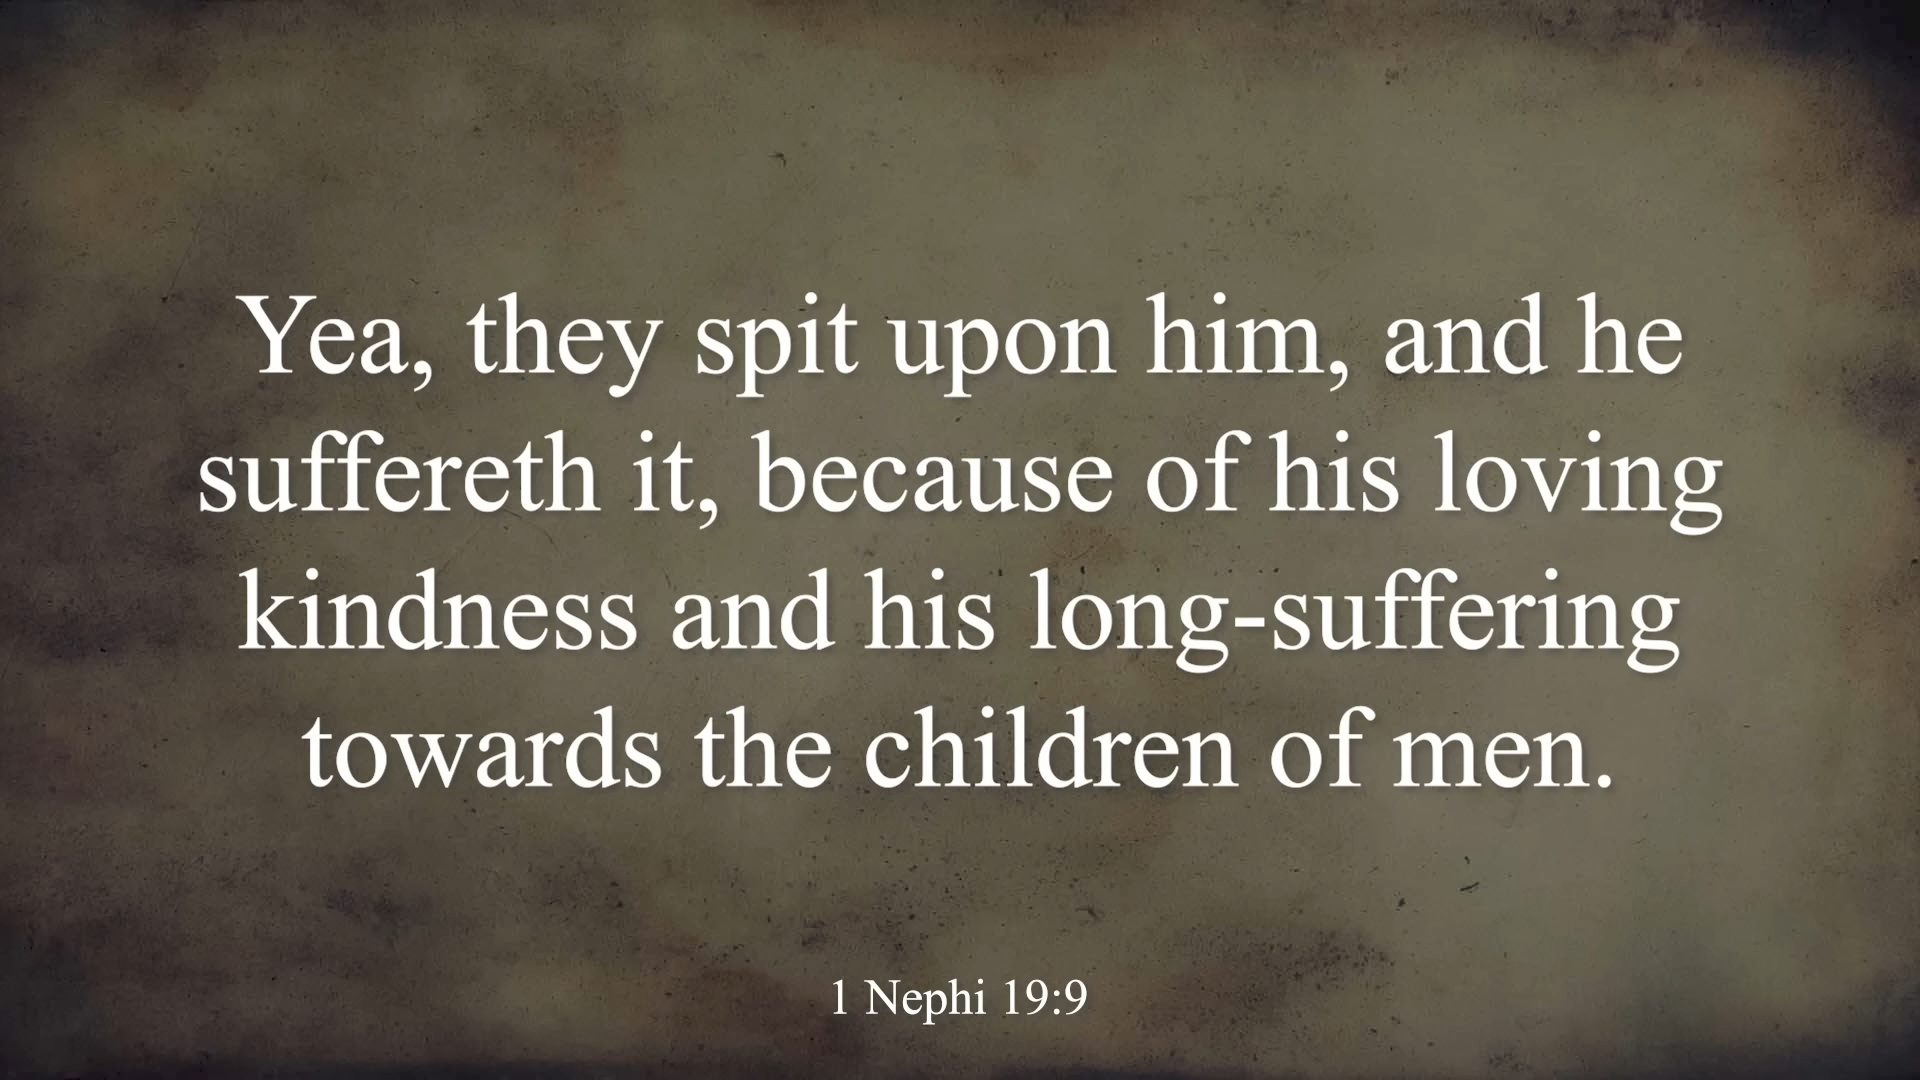 Yea, they spit upon him, and he
suffereth it, because of his loving
kindness and his long-suffering
towards the children of men.
1 Nephi 19:9